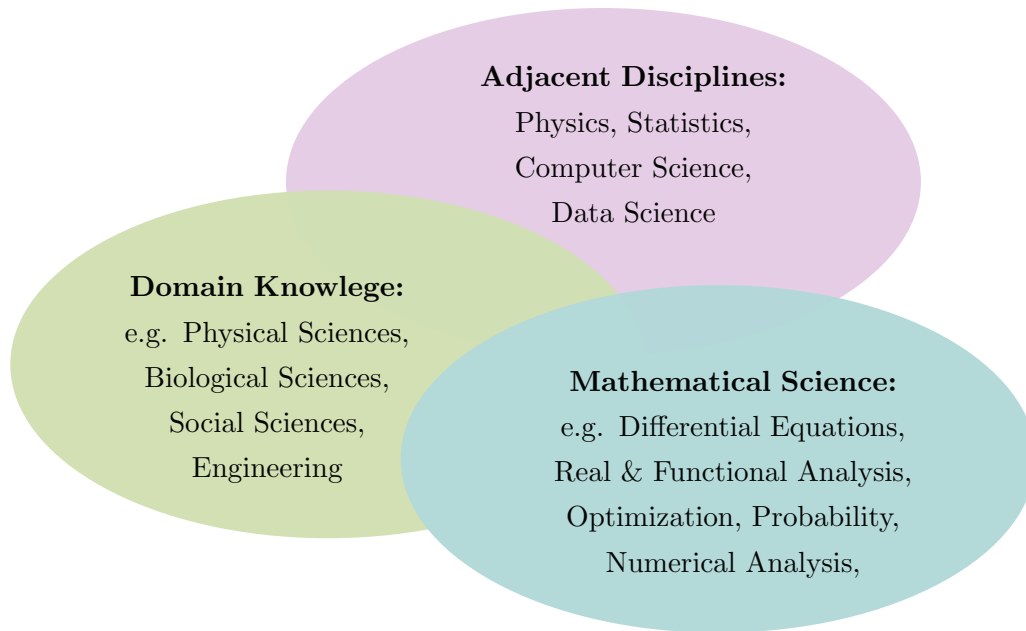 Adjacent Disciplines:
Physics, Statistics,
Computer Science,
Data Science
Domain Knowlege:
e.g. Physical Sciences,
Biological Sciences,
Social Sciences,
Engineering
Mathematical Science:
e.g. Differential Equations,
Real & Functional Analysis,
Optimization, Probability,
Numerical Analysis,